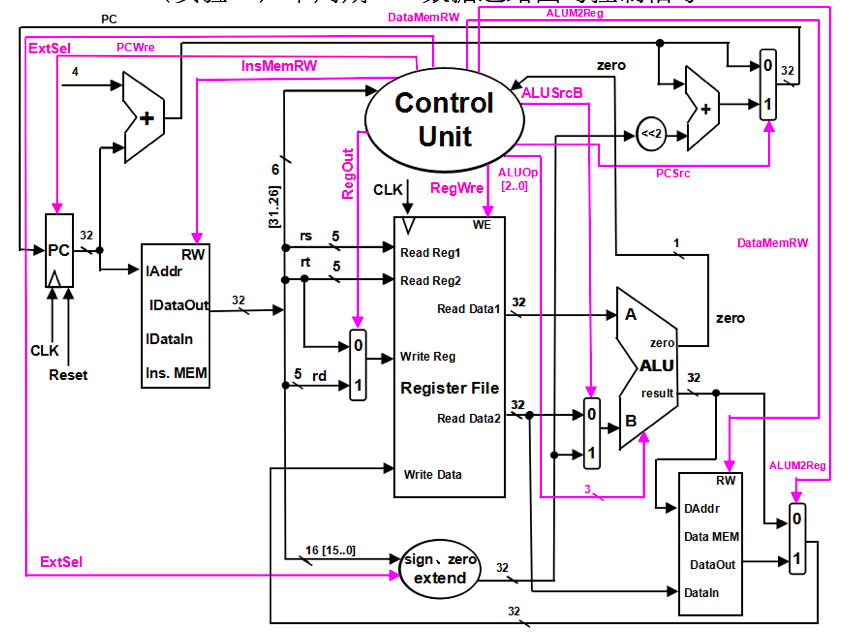 PC
DataMemRW
ALUM2Reg
ExtSel
PCWre
InsMemRW
4
zero
ALUSrcB
Control
Unit
+
+
<<2
0
32
1
PCSrc
6
[31..26]
RegOut
CLK
RegWre
ALUOp
[2..0]
WE
DataMemRW
PC
32
CLK
Reset
RW
IAddr
IDataOut
IDataIn
Ins. MEM
32
rs
5
rt
5
5
rd
0
1
Read Reg1
Read Reg2
Read Data1
32
Write Reg
Register File
Read Data2
32
Write Data
1
zero
A
zero
ALU
result
B
32
0
1
3
ALUM2Reg
RW
DAddr
Data MEM
DataOut
DataIn
0
1
16 [15..0]
sign、zero
extend
32
ExtSel
32